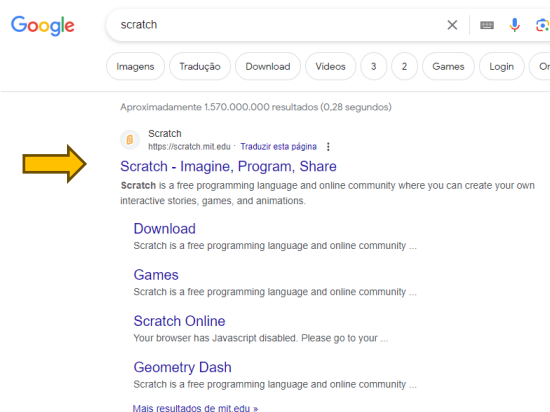 Google
scratch
Imagens Tradução Download Vídeos 3 2 Games Login
Aproximadamente 1.570.000.000 resultados (0,28 segundos)
Scratch
https://scratch.mit.edu · Traduzir esta página
Scratch - Imagine, Program, Share
Scratch is a free programming language and online community where you can create your own
interactive stories, games, and animations.
Download
Scratch is a free programming language and online community ...
Games
Scratch is a free programming language and online community ...
Scratch Online
Your browser has Javascript disabled. Please go to your ...
Geometry Dash
Scratch is a free programming language and online community ...
Mais resultados de mit.edu »